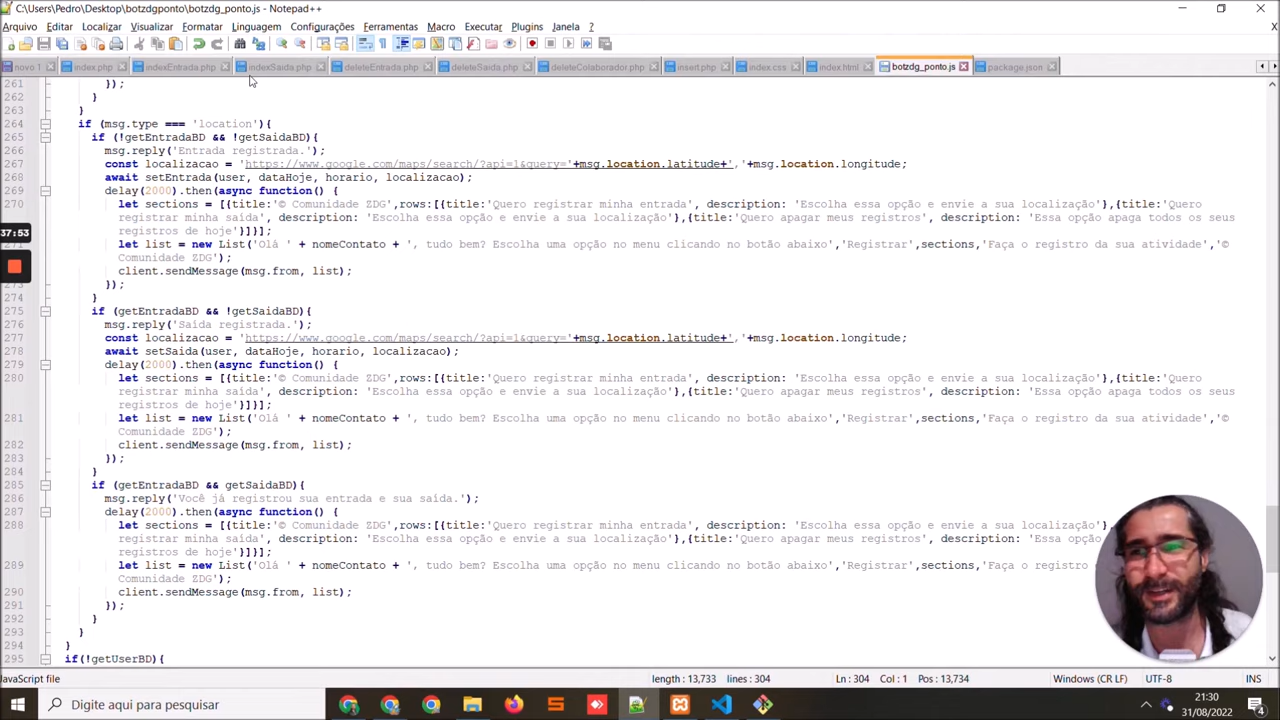 C:\Users\Pedro\Desktop\botzdgponto\botzdg_ponto.js - Notepad++
Arquivo Editar Localizar Visualizar Formatar Linguagem Configurações Ferramentas Macro Executar Plugins Janela ?
novo 1 index.php indexEntrada.php indexSaida.php deleteEntrada.php deleteSaida.php deleteColaborador.php insert.php index.css index.html botzdg_ponto.js package.json
261 });
262 }
263 }
264 if (msg.type === 'location'){
265 if (!getEntradaBD && !getSaidaBD){
266 msg.reply('Entrada registrada.');
267 const localizacao = 'https://www.google.com/maps/search/?api=1&query='+msg.location.latitude+','+msg.location.longitude;
268 await setEntrada(user, dataHoje, horario, localizacao);
269 delay(2000).then(async function() {
270 let sections = [{title:'© Comunidade ZDG',rows:[{title:'Quero registrar minha entrada', description: 'Escolha essa opção e envie a sua localização'},{title:'Quero
registrar minha saída', description: 'Escolha essa opção e envie a sua localização'},{title:'Quero apagar meus registros', description: 'Essa opção apaga todos os seus
registros de hoje'}]}];
271 let list = new List('Olá ' + nomeContato + ', tudo bem? Escolha uma opção no menu clicando no botão abaixo','Registrar',sections,'Faça o registro da sua atividade','©
Comunidade ZDG');
client.sendMessage(msg.from, list);
273 });
274 }
275 if (getEntradaBD && !getSaidaBD){
276 msg.reply('Saída registrada.');
277 const localizacao = 'https://www.google.com/maps/search/?api=1&query='+msg.location.latitude+','+msg.location.longitude;
278 await setSaida(user, dataHoje, horario, localizacao);
279 delay(2000).then(async function() {
280 let sections = [{title:'© Comunidade ZDG',rows:[{title:'Quero registrar minha entrada', description: 'Escolha essa opção e envie a sua localização'},{title:'Quero
registrar minha saída', description: 'Escolha essa opção e envie a sua localização'},{title:'Quero apagar meus registros', description: 'Essa opção apaga todos os seus
registros de hoje'}]}];
281 let list = new List('Olá ' + nomeContato + ', tudo bem? Escolha uma opção no menu clicando no botão abaixo','Registrar',sections,'Faça o registro da sua atividade','©
Comunidade ZDG');
282 client.sendMessage(msg.from, list);
283 });
284 }
285 if (getEntradaBD && getSaidaBD){
286 msg.reply('Você já registrou sua entrada e sua saída.');
287 delay(2000).then(async function() {
288 let sections = [{title:'© Comunidade ZDG',rows:[{title:'Quero registrar minha entrada', description: 'Escolha essa opção e envie a sua localização'},
registrar minha saída', description: 'Escolha essa opção e envie a sua localização'},{title:'Quero apagar meus registros', description: 'Essa opção
registros de hoje'}]}];
289 let list = new List('Olá ' + nomeContato + ', tudo bem? Escolha uma opção no menu clicando no botão abaixo','Registrar',sections,'Faça o registro
Comunidade ZDG');
290 client.sendMessage(msg.from, list);
291 });
292 }
293 }
294 }
295 if(!getUserBD){
37:53
JavaScript file length : 13,733 lines : 304 Ln : 304 Col : 1 Pos : 13,734 Windows (CR LF) UTF-8 INS
Digite aqui para pesquisar
21:30
31/08/2022
4